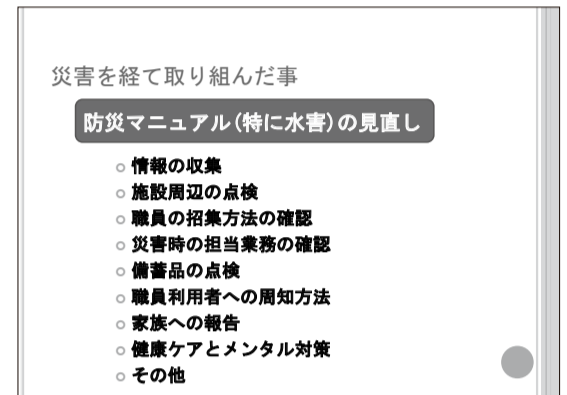 災害を経て取り組んだ事
防災マニュアル(特に水害)の見直し
情報の収集
施設周辺の点検
職員の招集方法の確認
災害時の担当業務の確認
備蓄品の点検
職員利用者への周知方法
家族への報告
健康ケアとメンタル対策
その他